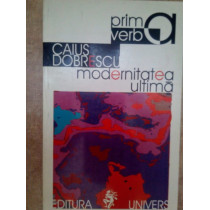 prim
verb a
CAIUS
DOBRESCU
modernitatea
ultimă
EDITURA UNIVERS